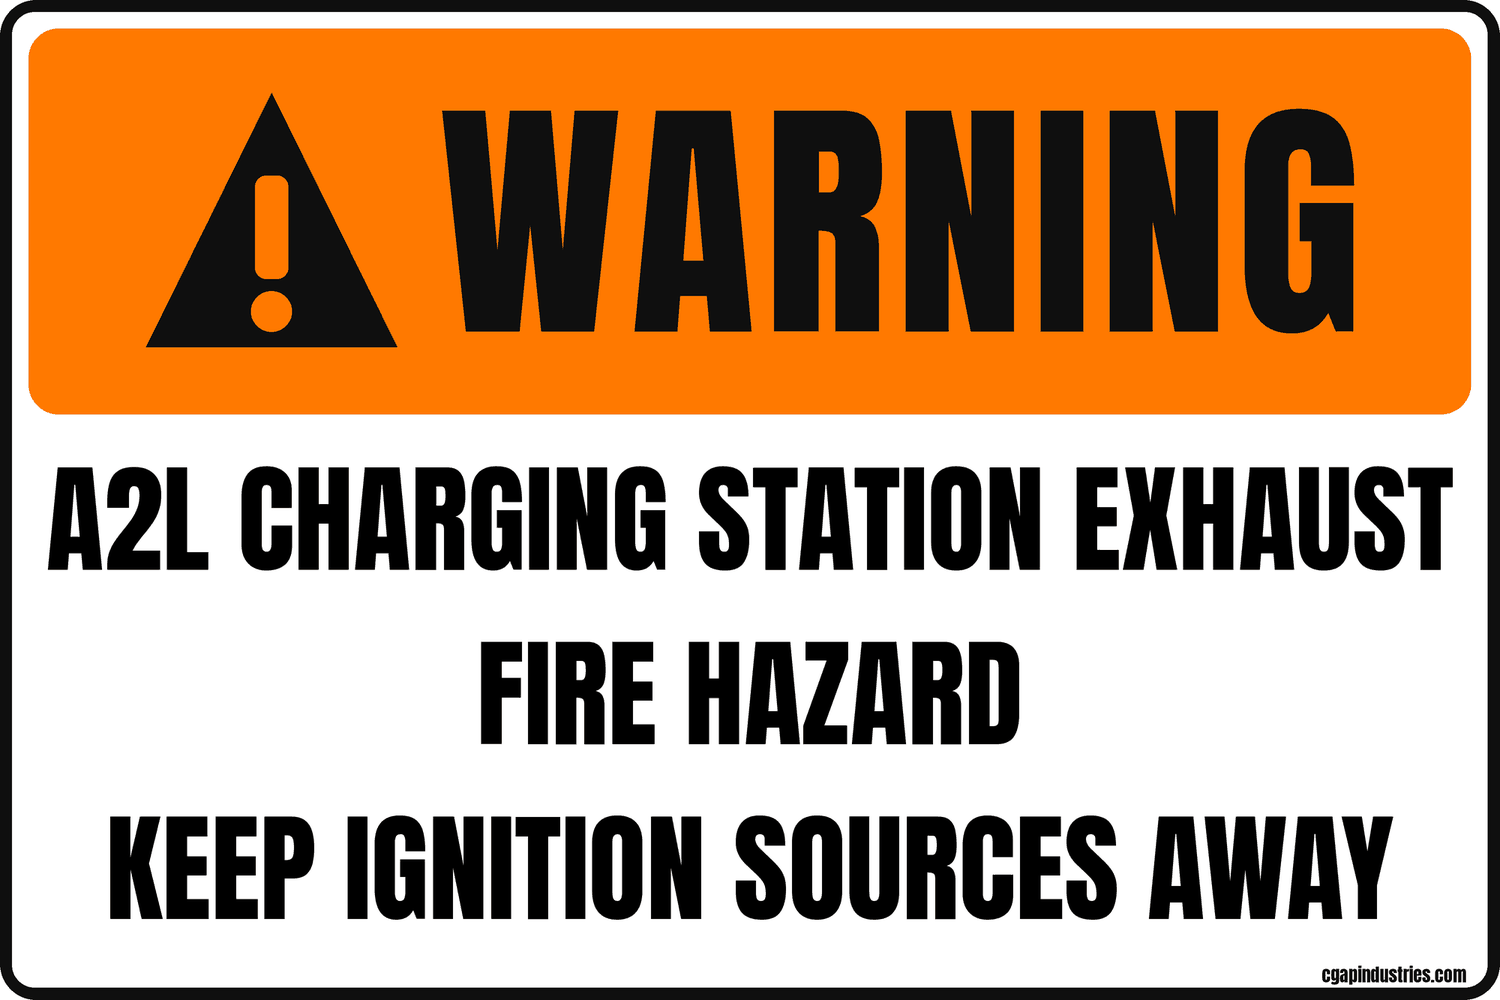 WARNING
A2L CHARGING STATION EXHAUST
FIRE HAZARD
KEEP IGNITION SOURCES AWAY
cgapindustries.com